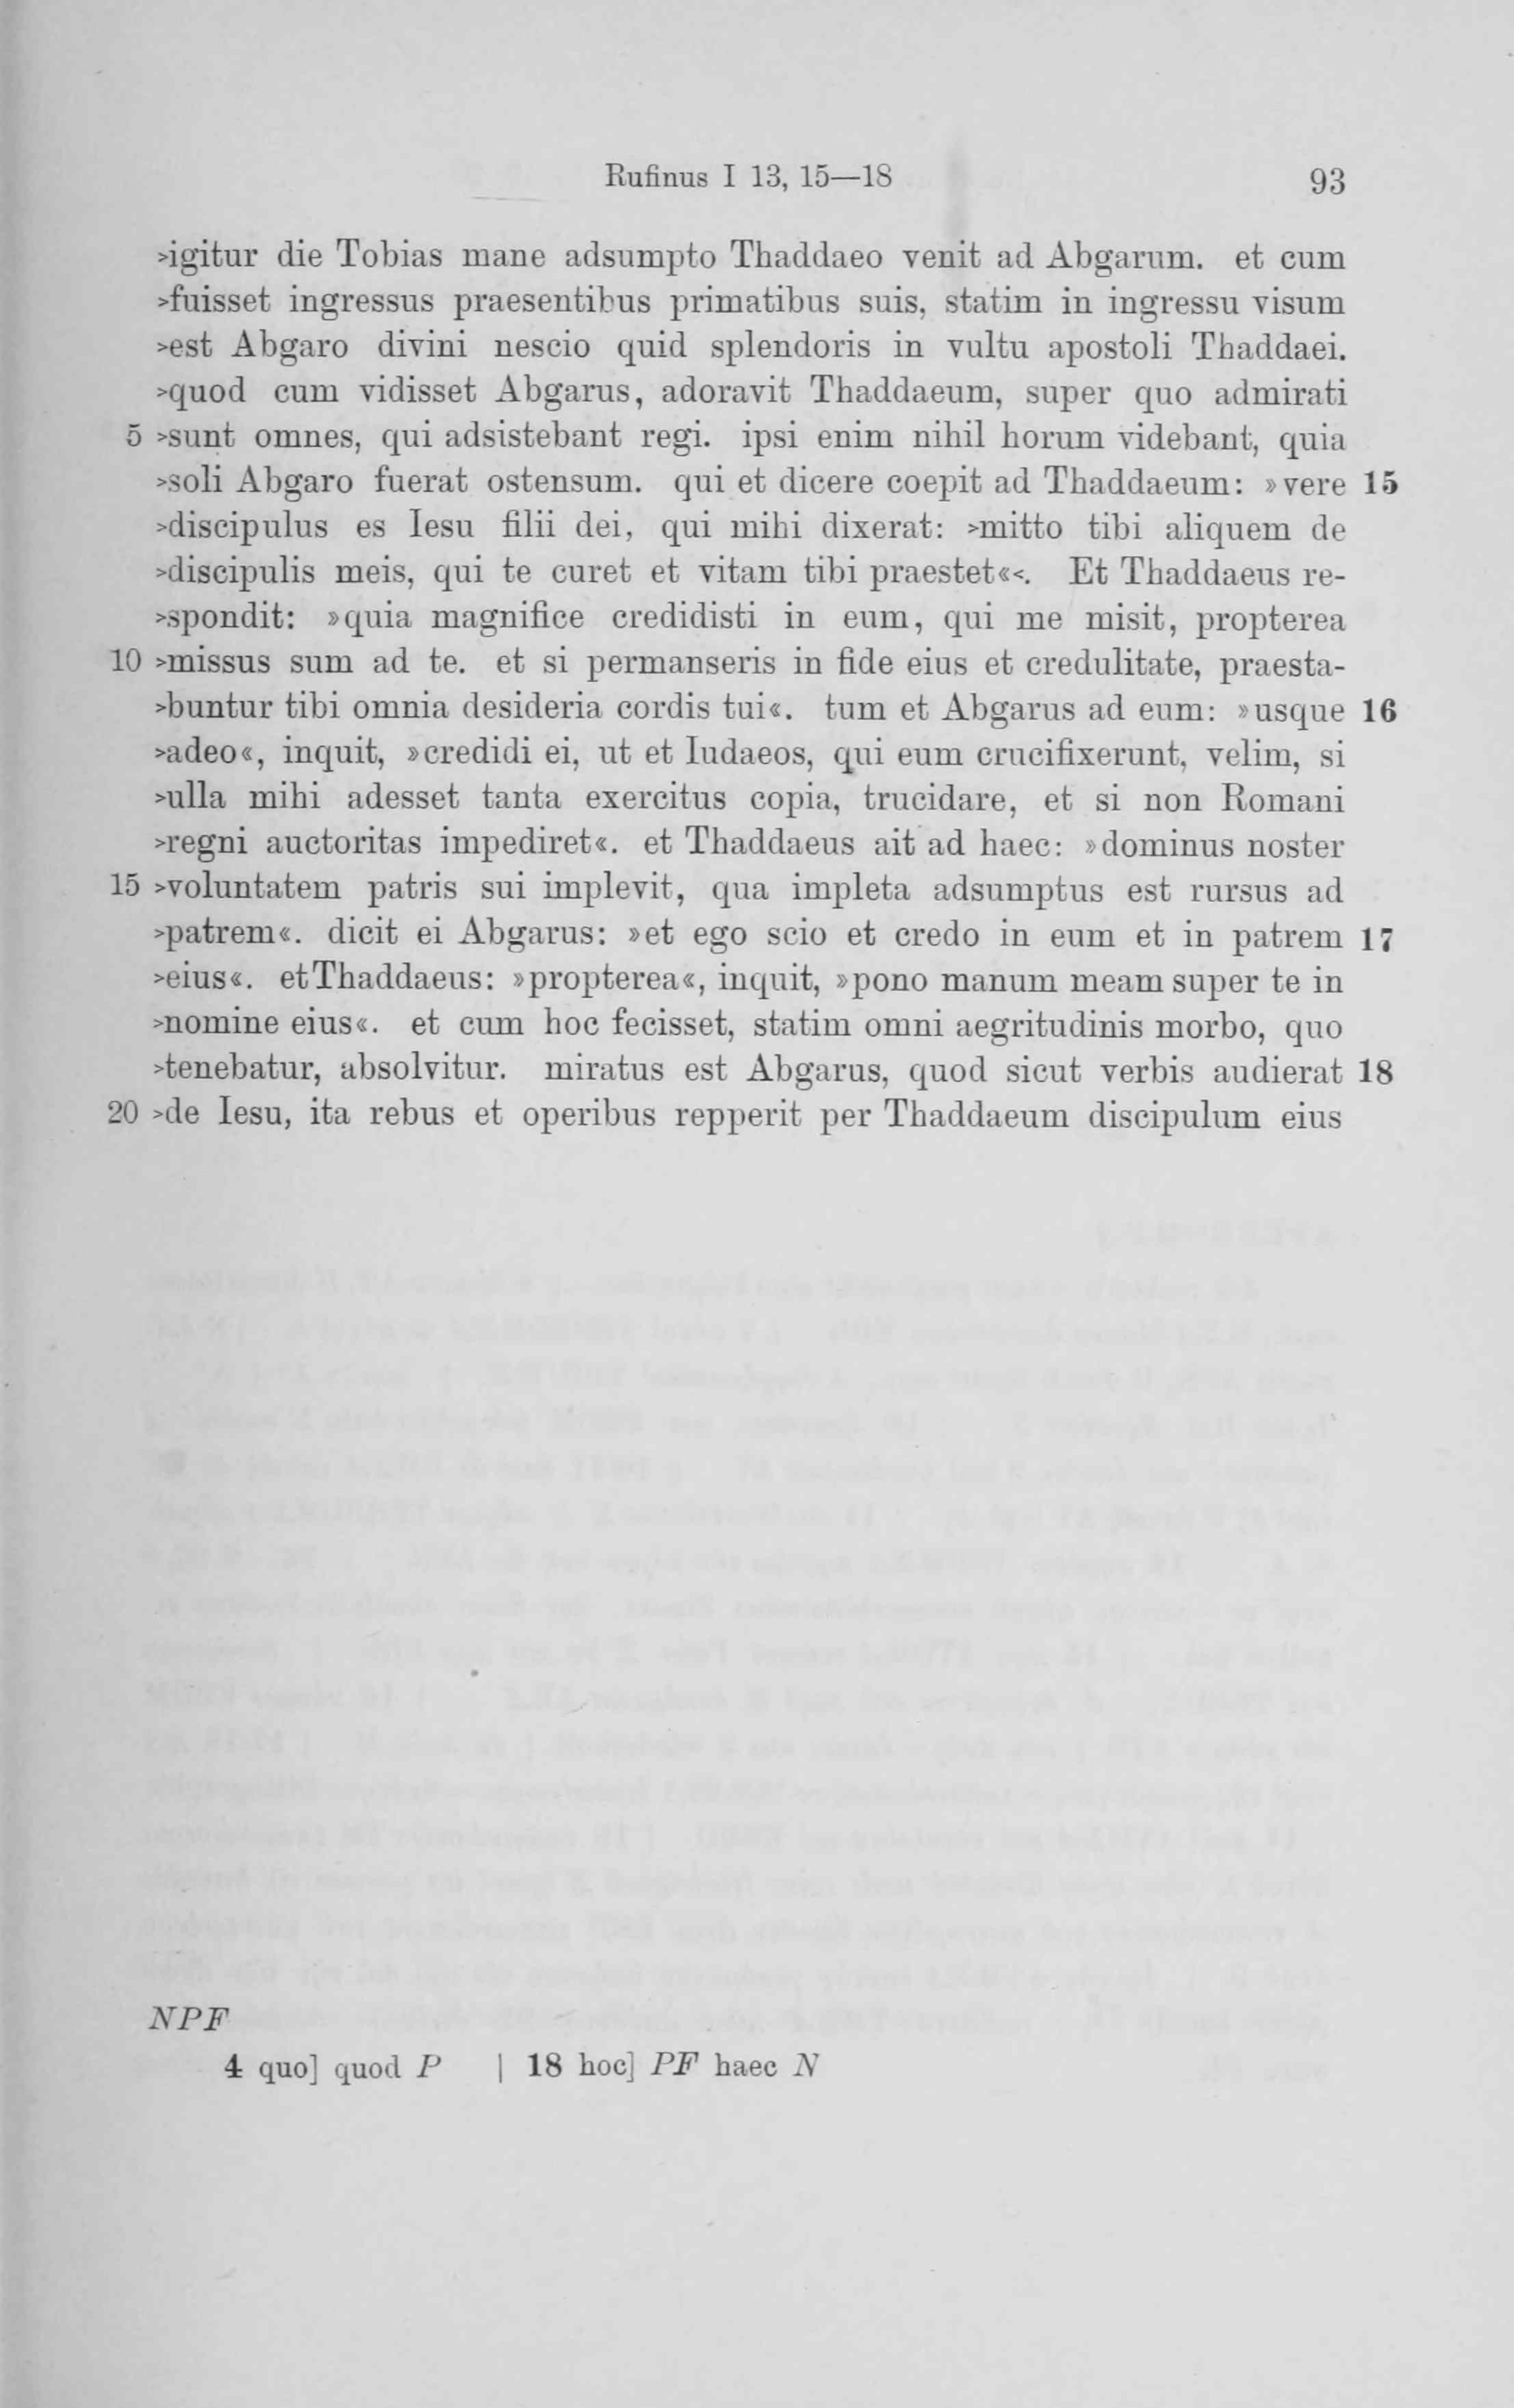 Rufinus I 13, 15—18 93
>igitur die Tobias mane adsumpto Thaddaeo venit ad Abgarum. et cum
>fuisset ingressus praesentibus primatibus suis, statim in ingressu visum
>est Abgaro divini nescio quid splendoris in vultu apostoli Thaddaei.
>quod cum vidisset Abgarus, adoravit Thaddaeum, super quo admirati
5 >sunt omnes, qui adsistebant regi. ipsi enim nihil horum videbant, quia
>soli Abgaro fuerat ostensum. qui et dicere coepit ad Thaddaeum: »vere 15
>discipulus es Iesu filii dei, qui mihi dixerat: >mitto tibi aliquem de
>discipulis meis, qui te curet et vitam tibi praestet«<. Et Thaddaeus re-
>spondit: »quia magnifice credidisti in eum, qui me misit, propterea
10 >missus sum ad te. et si permanseris in fide eius et credulitate, praesta-
>buntur tibi omnia desideria cordis tui«. tum et Abgarus ad eum: »usque 16
>adeo«, inquit, »credidi ei, ut et Iudaeos, qui eum crucifixerunt, velim, si
>ulla mihi adesset tanta exercitus copia, trucidare, et si non Romani
>regni auctoritas impediret«. et Thaddaeus ait ad haec: »dominus noster
15 >voluntatem patris sui implevit, qua impleta adsumptus est rursus ad
>patrem«. dicit ei Abgarus: »et ego scio et credo in eum et in patrem 17
>eius«. et Thaddaeus: »propterea«, inquit, »pono manum meam super te in
>nomine eius«. et cum hoc fecisset, statim omni aegritudinis morbo, quo
>tenebatur, absolvitur. miratus est Abgarus, quod sicut verbis audierat 18
20 >de Iesu, ita rebus et operibus repperit per Thaddaeum discipulum eius
NPF
4 quo] quod P | 18 hoc] PF haec N